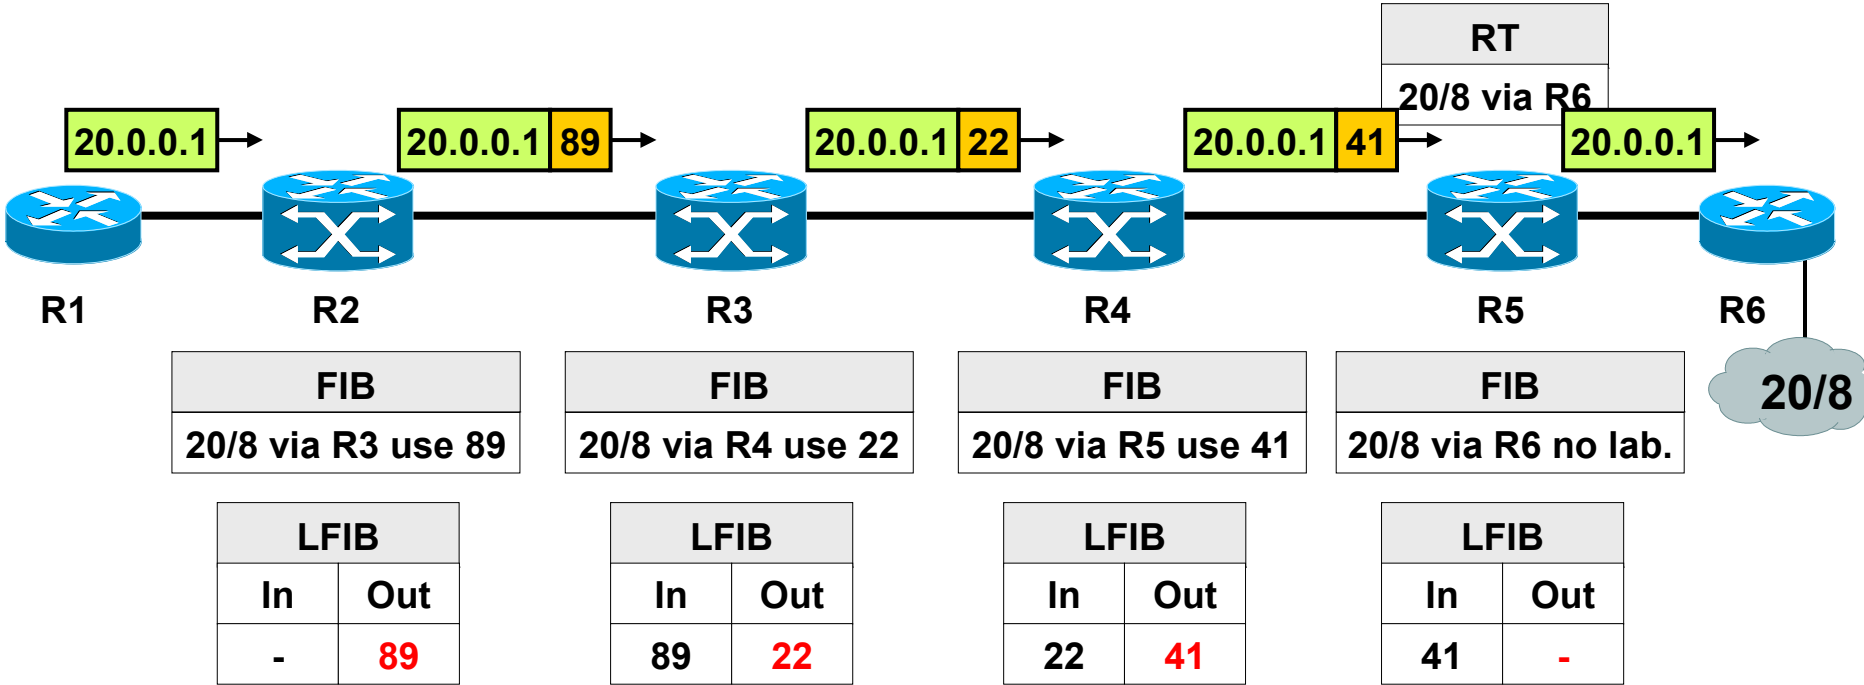 RT
20/8 via R6
20.0.0.1
20.0.0.1 89
20.0.0.1 22
20.0.0.1 41
20.0.0.1
R1
R2
R3
R4
R5
R6
20/8
FIB
20/8 via R3 use 89
FIB
20/8 via R4 use 22
FIB
20/8 via R5 use 41
FIB
20/8 via R6 no lab.
LFIB
In Out
- 89
LFIB
In Out
89 22
LFIB
In Out
22 41
LFIB
In Out
41 -